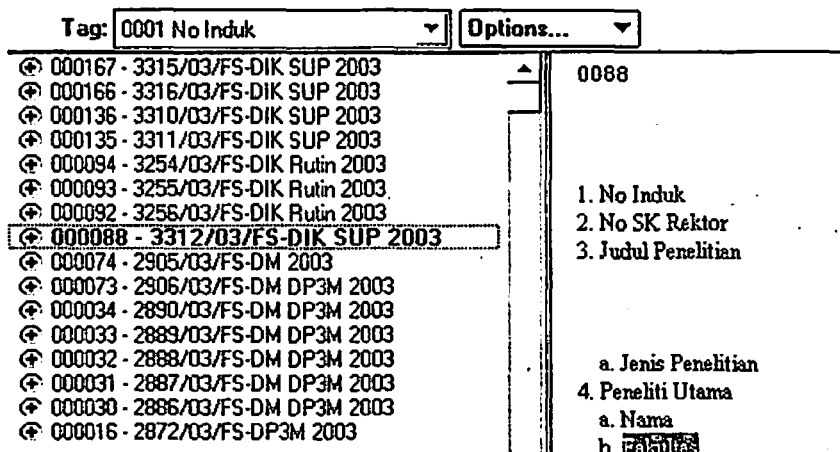 Tag: 0001 No Induk Options...
000167 - 3315/03/FS-DIK SUP 2003
000166 - 3316/03/FS-DIK SUP 2003
000136 - 3310/03/FS-DIK SUP 2003
000135 - 3311/03/FS-DIK SUP 2003
000094 - 3254/03/FS-DIK Rutin 2003
000093 - 3255/03/FS-DIK Rutin 2003
000092 - 3256/03/FS-DIK Rutin 2003
000088 - 3312/03/FS-DIK SUP 2003
000074 - 2905/03/FS-DM 2003
000073 - 2906/03/FS-DM DP3M 2003
000034 - 2890/03/FS-DM DP3M 2003
000033 - 2889/03/FS-DM DP3M 2003
000032 - 2888/03/FS-DM DP3M 2003
000031 - 2887/03/FS-DM DP3M 2003
000030 - 2886/03/FS-DM DP3M 2003
000016 - 2872/03/FS-DP3M 2003
0088
1. No Induk
2. No SK Rektor
3. Judul Penelitian
a. Jenis Penelitian
4. Peneliti Utama
a. Nama
b. Fakultas